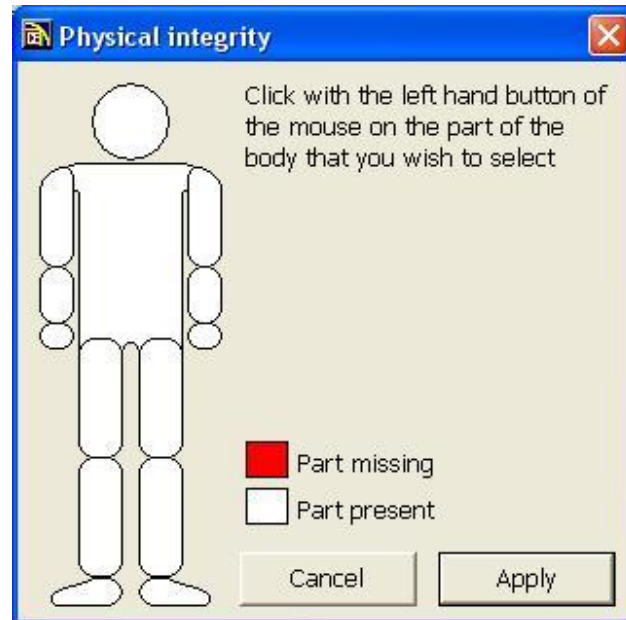 Physical integrity
Click with the left hand button of
the mouse on the part of the
body that you wish to select
Part missing
Part present
Cancel
Apply